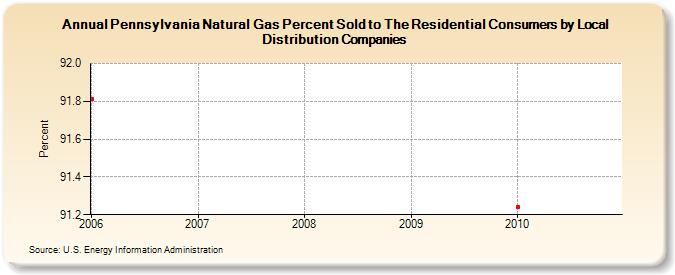 Annual Pennsylvania Natural Gas Percent Sold to The Residential Consumers by Local
Distribution Companies
Percent
92.0
91.8
91.6
91.4
91.2
2006 2007 2008 2009 2010
Source: U.S. Energy Information Administration